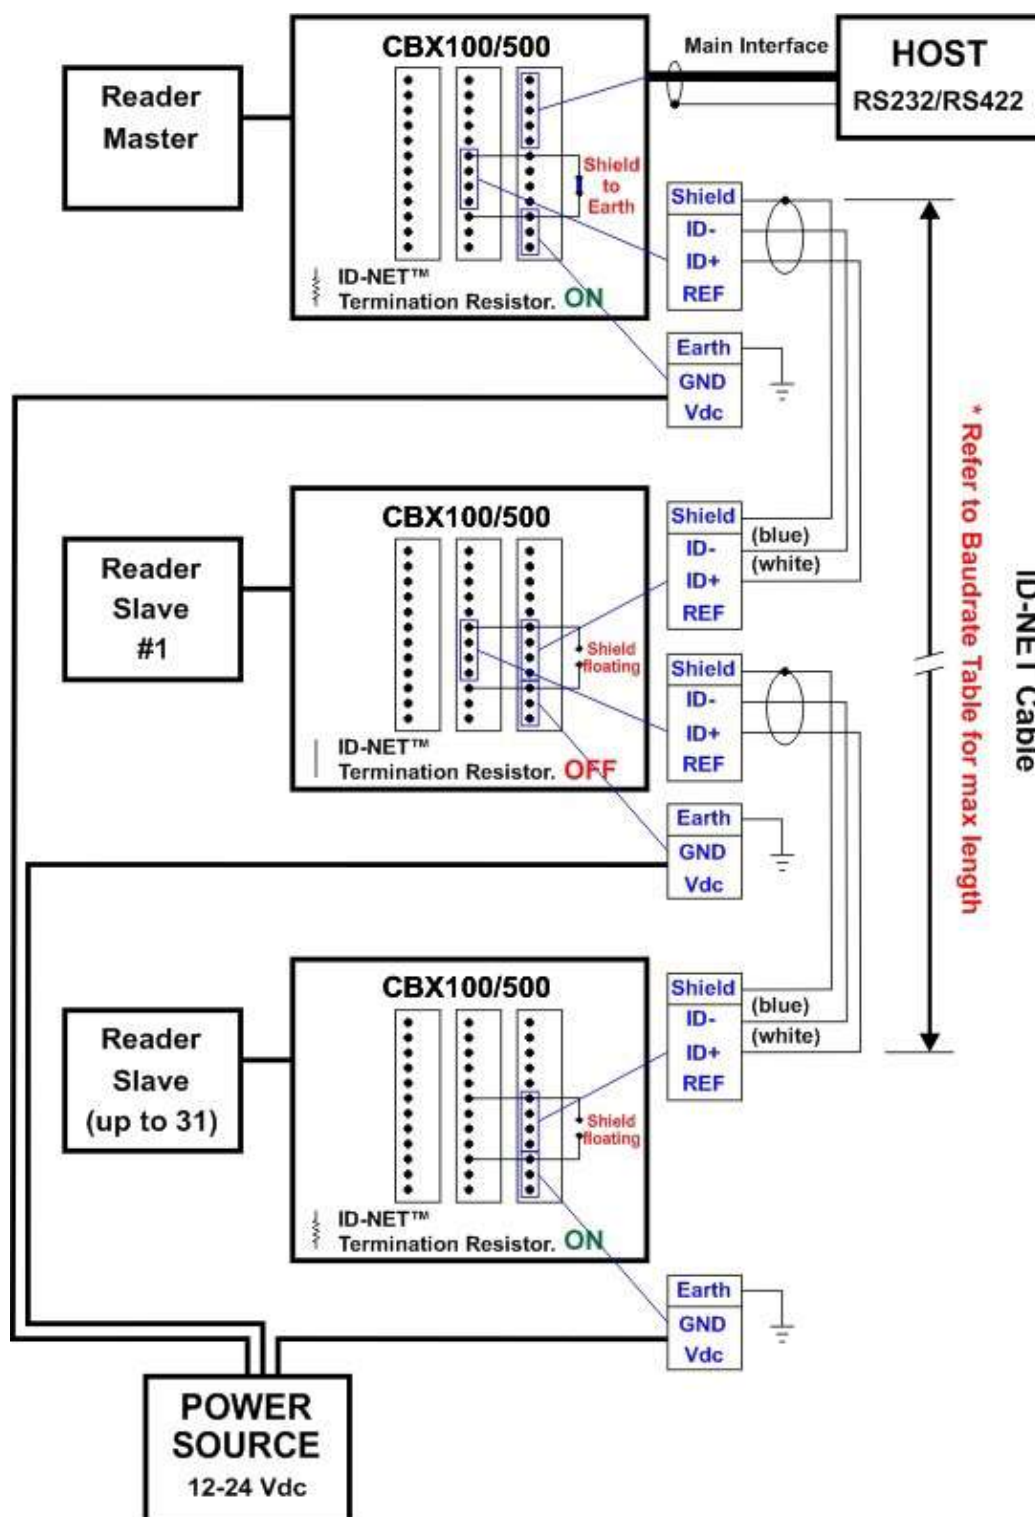 CBX100/500
Main Interface
HOST
RS232/RS422
Reader
Master
Shield
to
Earth
ID-NET™
Termination Resistor. ON
Shield
ID-
ID+
REF
Earth
GND
Vdc
CBX100/500
Reader
Slave
#1
Shield
floating
ID-NET™
Termination Resistor. OFF
Shield
ID-
ID+
REF
(blue)
(white)
Shield
ID-
ID+
REF
Earth
GND
Vdc
CBX100/500
Reader
Slave
(up to 31)
Shield
floating
ID-NET™
Termination Resistor. ON
Shield
ID-
ID+
REF
(blue)
(white)
Earth
GND
Vdc
* Refer to Baudrate Table for max length
ID-NET Cable
POWER
SOURCE
12-24 Vdc